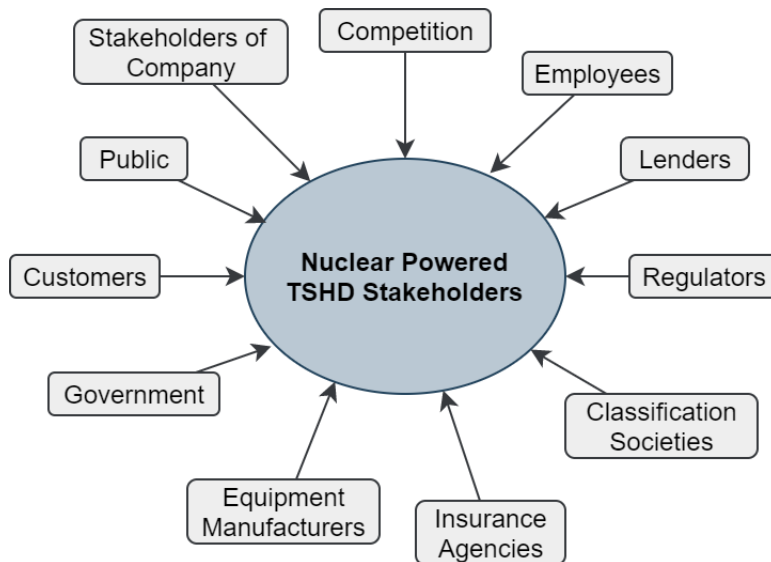 Competition
Stakeholders of
Company
Employees
Public
Lenders
Nuclear Powered
TSHD Stakeholders
Customers
Regulators
Government
Classification
Societies
Equipment
Manufacturers
Insurance
Agencies